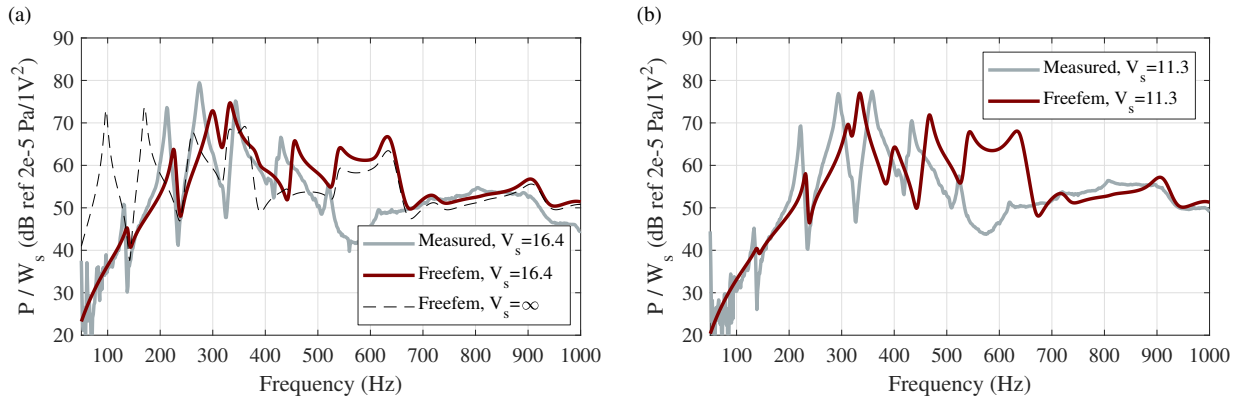 (a)
P / W_s (dB ref 2e-5 Pa/1V^2)
90
80
70
60
50
40
30
20
100 200 300 400 500 600 700 800 900 1000
Frequency (Hz)
Measured, V_s=16.4
Freefem, V_s=16.4
Freefem, V_s=∞
(b)
P / W_s (dB ref 2e-5 Pa/1V^2)
90
80
70
60
50
40
30
20
100 200 300 400 500 600 700 800 900 1000
Frequency (Hz)
Measured, V_s=11.3
Freefem, V_s=11.3